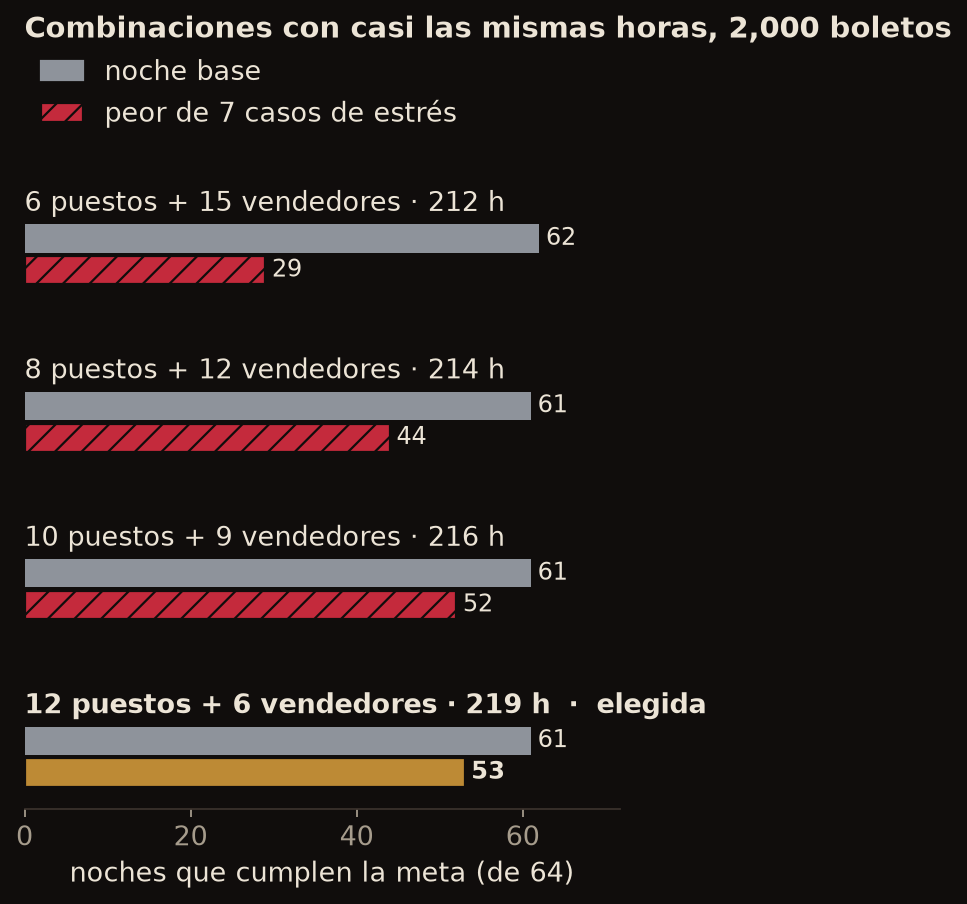 Combinaciones con casi las mismas horas, 2,000 boletos
noche base
peor de 7 casos de estrés
6 puestos + 15 vendedores · 212 h
62
29
8 puestos + 12 vendedores · 214 h
61
44
10 puestos + 9 vendedores · 216 h
61
52
12 puestos + 6 vendedores · 219 h · elegida
61
53
0 20 40 60
noches que cumplen la meta (de 64)